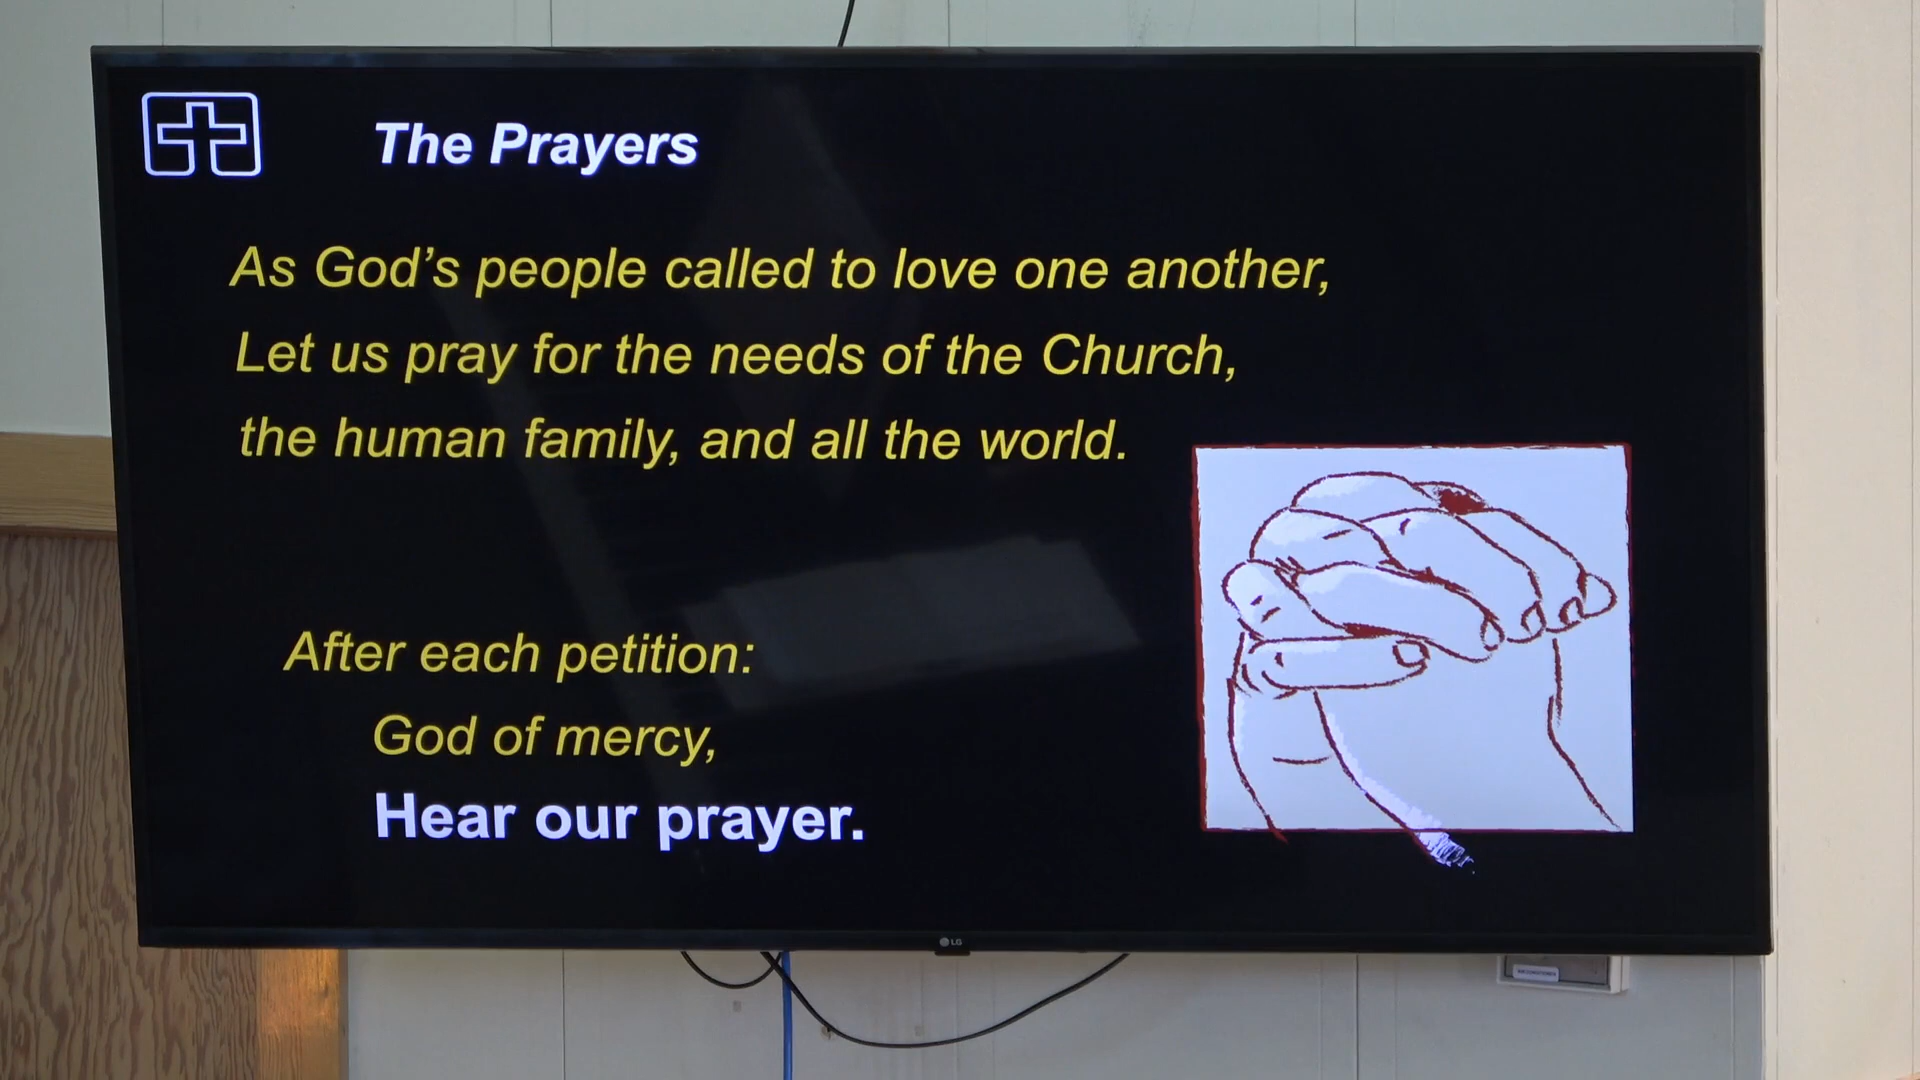 The Prayers
As God's people called to love one another,
Let us pray for the needs of the Church,
the human family, and all the world.
After each petition:
God of mercy,
Hear our prayer.
LG